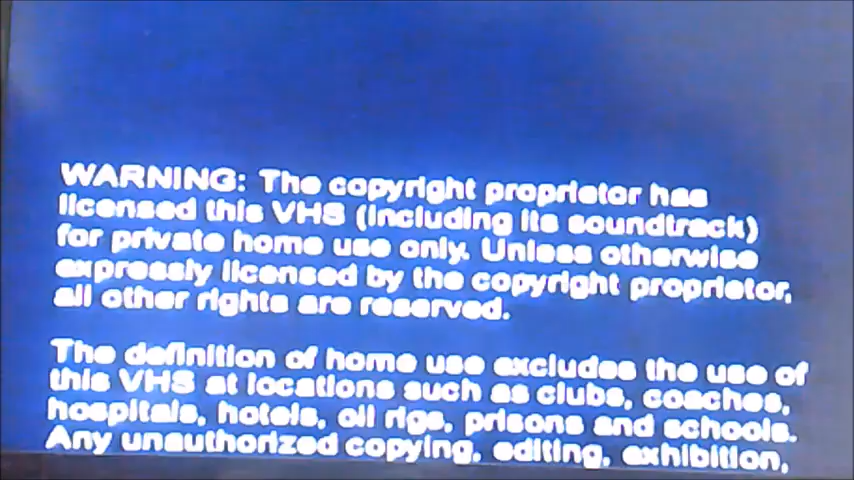 WARNING: The copyright proprietor has
licensed this VHS (including its soundtrack)
for private home use only. Unless otherwise
expressly licensed by the copyright proprietor,
all other rights are reserved.
The definition of home use excludes the use of
this VHS at locations such as clubs, coaches,
hospitals, hotels, oil rigs, prisons and schools.
Any unauthorized copying, editing, exhibition,